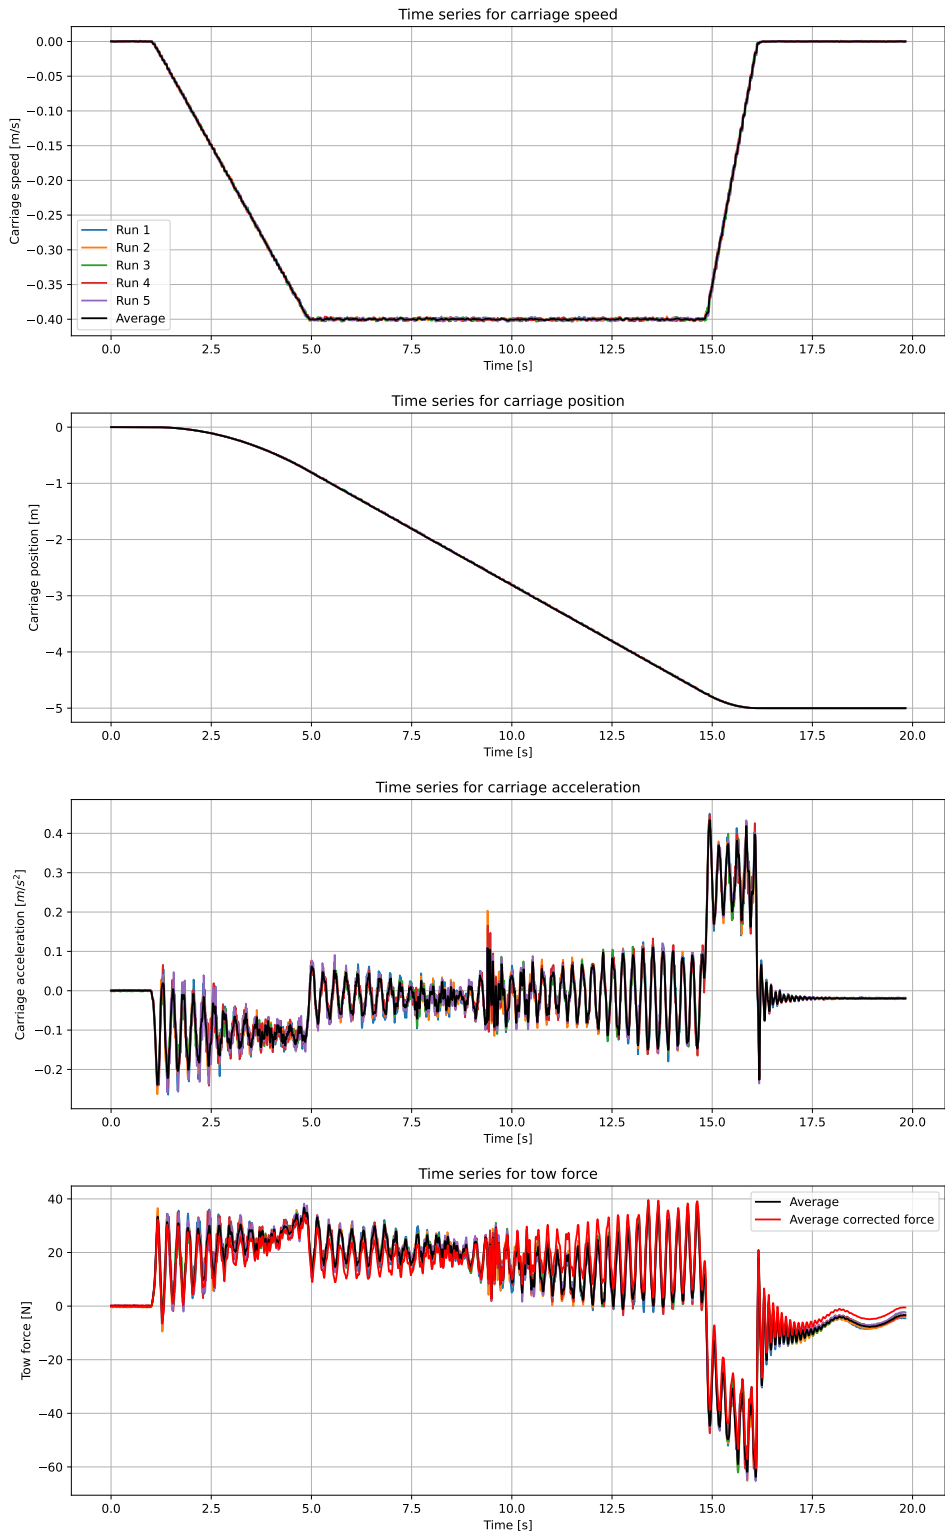 Time series for carriage speed
0.00
−0.05
−0.10
−0.15
−0.20
−0.25
−0.30
−0.35
−0.40
Carriage speed [m/s]
Run 1
Run 2
Run 3
Run 4
Run 5
Average
0.0 2.5 5.0 7.5 10.0 12.5 15.0 17.5 20.0
Time [s]
Time series for carriage position
0
−1
−2
−3
−4
−5
Carriage position [m]
0.0 2.5 5.0 7.5 10.0 12.5 15.0 17.5 20.0
Time [s]
Time series for carriage acceleration
0.4
0.3
0.2
0.1
0.0
−0.1
−0.2
Carriage acceleration [m/s²]
0.0 2.5 5.0 7.5 10.0 12.5 15.0 17.5 20.0
Time [s]
Time series for tow force
40
20
0
−20
−40
−60
Tow force [N]
Average
Average corrected force
0.0 2.5 5.0 7.5 10.0 12.5 15.0 17.5 20.0
Time [s]